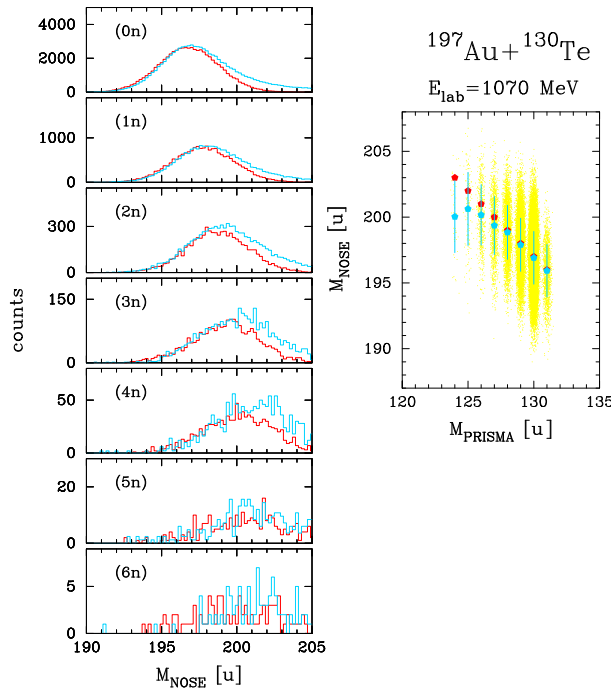 (0n)
4000
2000
0
(1n)
1000
0
(2n)
300
0
(3n)
150
0
(4n)
50
0
(5n)
20
0
(6n)
5
0
190 195 200 205
counts
M_NOSE [u]
¹⁹⁷Au+¹³⁰Te
E_lab=1070 MeV
M_NOSE [u]
205
200
195
190
120 125 130 135
M_PRISMA [u]